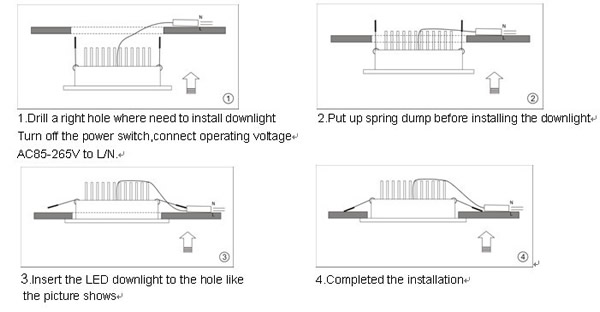 N
L
①
1.Drill a right hole where need to install downlight
Turn off the power switch,connect operating voltage↵
AC85-265V to L/N.↵
N
L
②
2.Put up spring dump before installing the downlight↵
N
L
③
3.Insert the LED downlight to the hole like
the picture shows↵
N
L
④
↵
4.Completed the installation↵